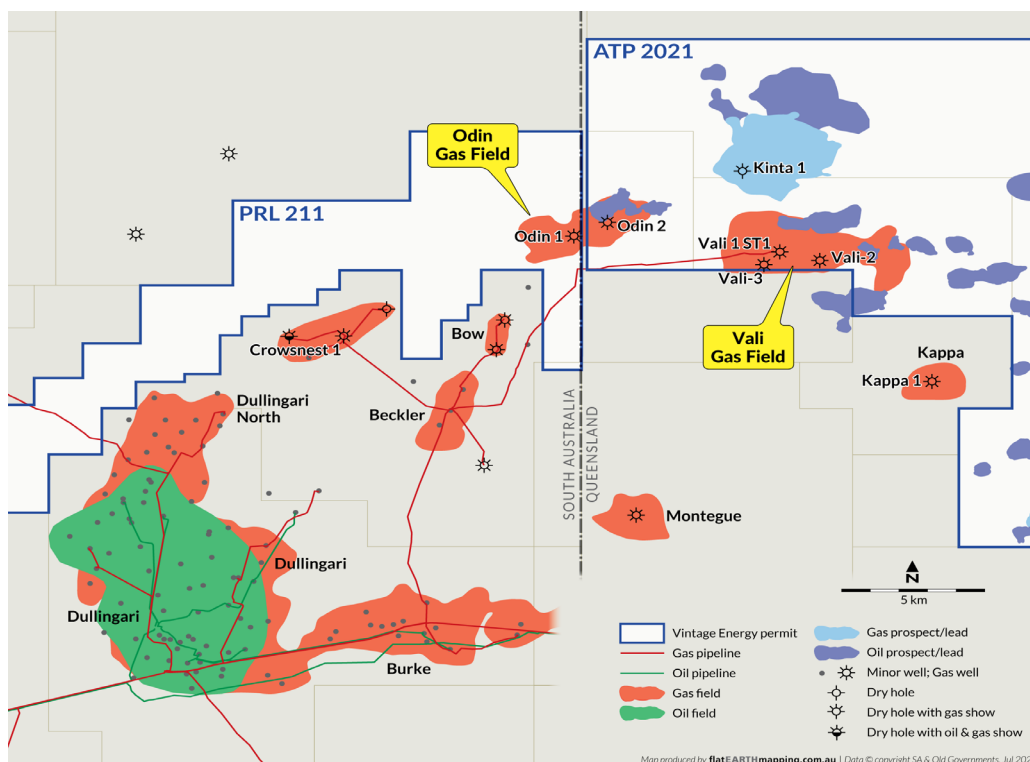 ATP 2021
Odin
Gas Field
Kinta 1
PRL 211
Odin 1
Odin 2
Vali 1 ST1
Vali-2
Vali-3
Bow
Crowsnest 1
Vali
Gas Field
Kappa
Kappa 1
Dullingari
North
Beckler
SOUTH AUSTRALIA
QUEENSLAND
Montegue
Dullingari
Dullingari
Burke
N
5 km
Vintage Energy permit
Gas pipeline
Oil pipeline
Gas field
Oil field
Gas prospect/lead
Oil prospect/lead
Minor well; Gas well
Dry hole
Dry hole with gas show
Dry hole with oil & gas show
Map produced by flatEARTHmapping.com.au | Data © copyright SA & Qld Governments, Jul